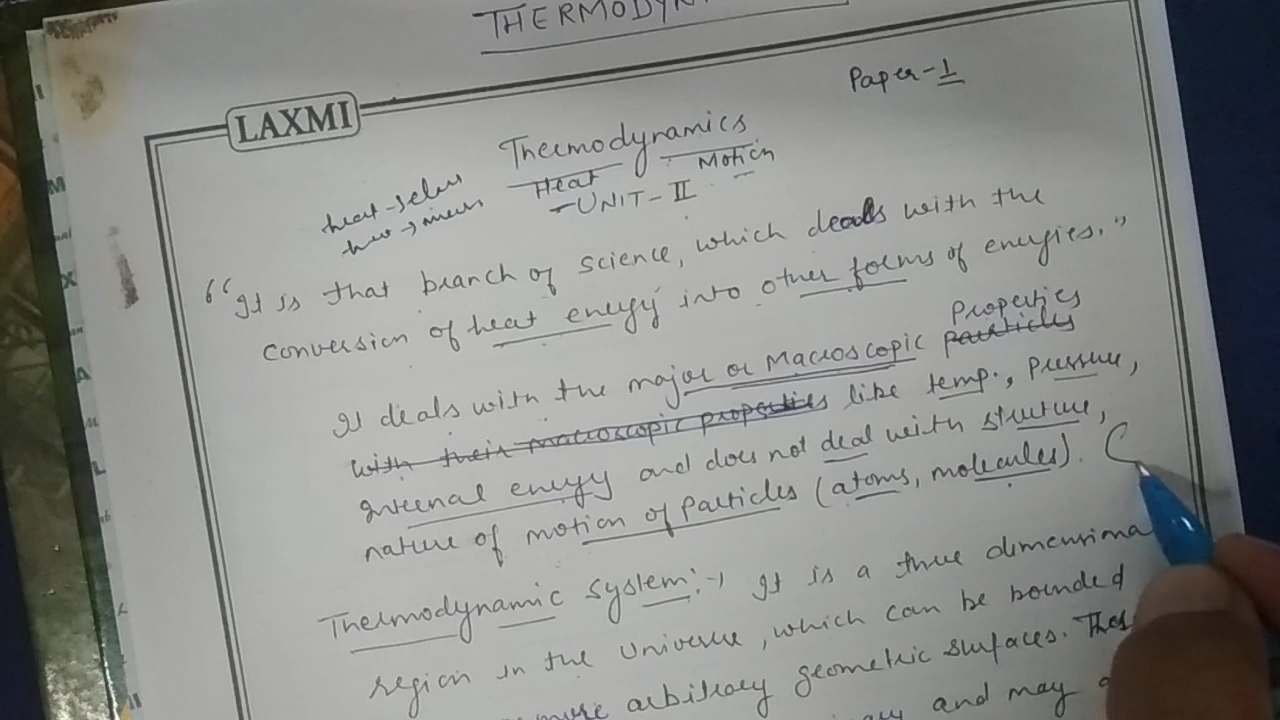 THERMODYN
Paper-1
LAXMI
Thermodynamics
Heat Motion
-UNIT-II
"It is that branch of science, which deals with the
conversion of heat energy into other forms of energies."
Properties
It deals with the major or Macroscopic particles
with their macroscopic properties like temp., pressure,
internal energy and does not deal with structure,
nature of motion of Particles (atoms, molecules). (
Thermodynamic system:→ It is a three dimensima
region in the universe, which can be bounded
more arbitrary geometric surfaces. Thes
and may